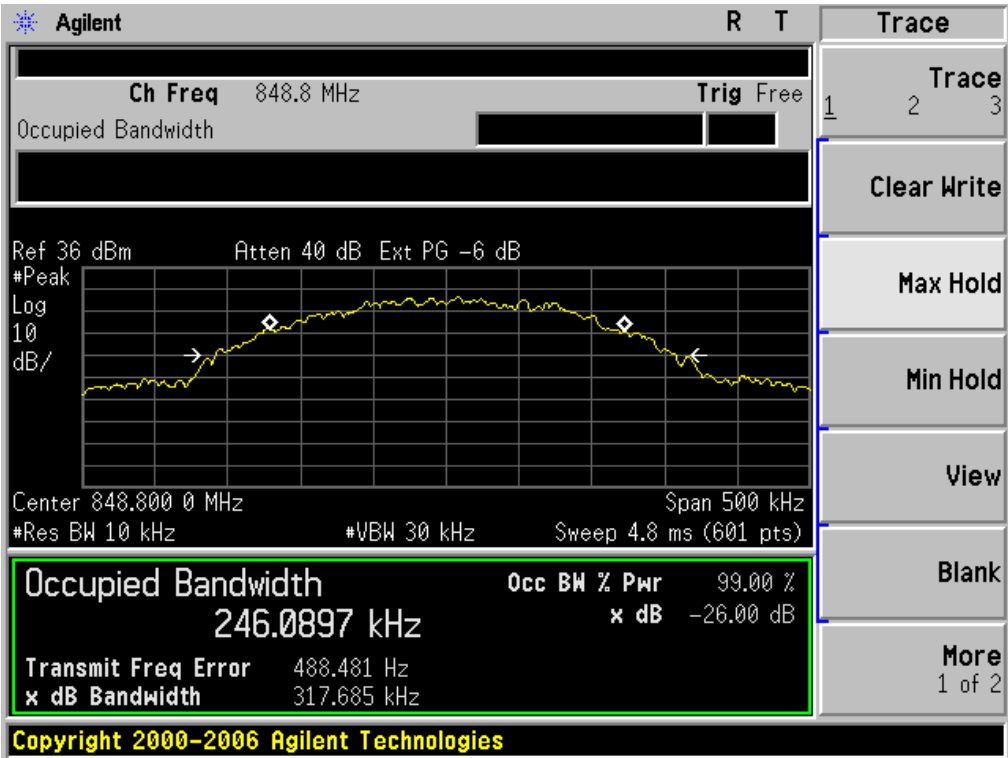 Agilent R T
Ch Freq 848.8 MHz Trig Free
Occupied Bandwidth
Ref 36 dBm Atten 40 dB Ext PG -6 dB
#Peak
Log
10
dB/
Center 848.800 0 MHz Span 500 kHz
#Res BW 10 kHz #VBW 30 kHz Sweep 4.8 ms (601 pts)
Occupied Bandwidth Occ BW % Pwr 99.00 %
246.0897 kHz x dB -26.00 dB
Transmit Freq Error 488.481 Hz
x dB Bandwidth 317.685 kHz
Copyright 2000-2006 Agilent Technologies
Trace
Trace
1 2 3
Clear Write
Max Hold
Min Hold
View
Blank
More
1 of 2